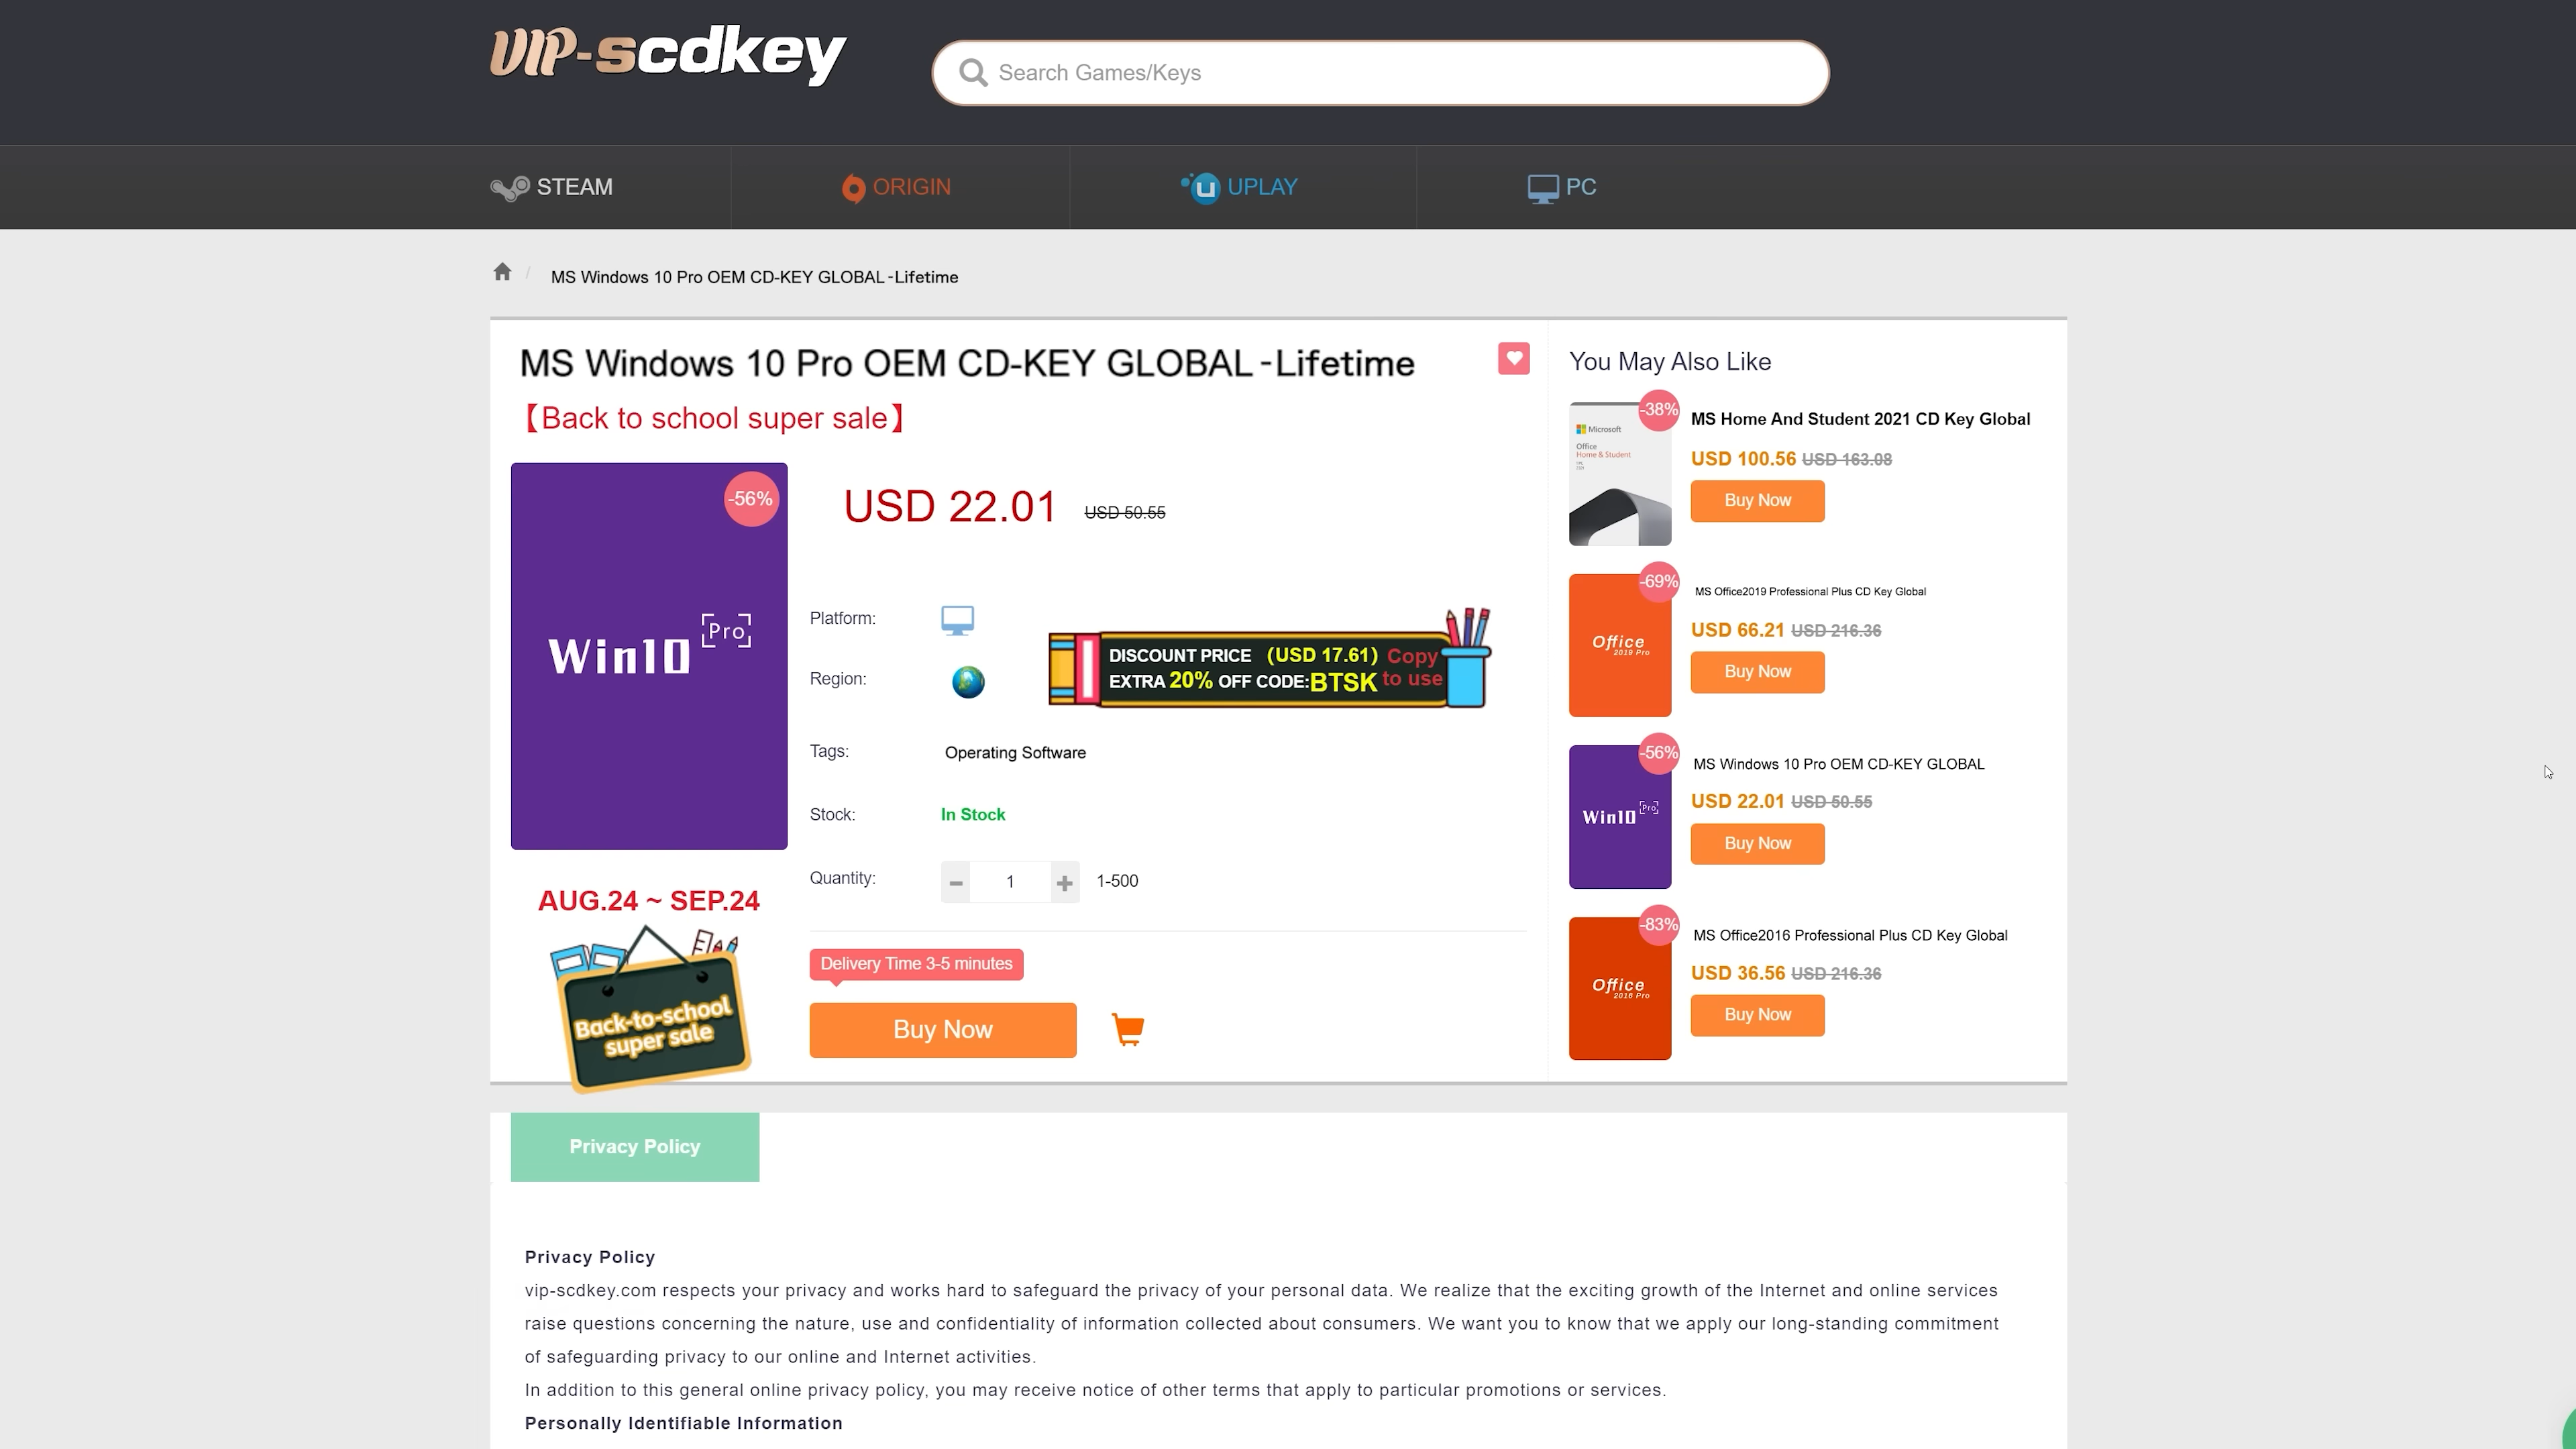 VIP-scdkey
Search Games/Keys
STEAM
ORIGIN
UPLAY
PC
/ MS Windows 10 Pro OEM CD-KEY GLOBAL -Lifetime
MS Windows 10 Pro OEM CD-KEY GLOBAL -Lifetime
【Back to school super sale】
-56%
Win10 [Pro]
USD 22.01 USD 50.55
Platform:
Region:
DISCOUNT PRICE (USD 17.61) Copy
EXTRA 20% OFF CODE:BTSK to use
Tags: Operating Software
Stock: In Stock
Quantity: - 1 + 1-500
AUG.24 ~ SEP.24
Back-to-school
super sale
Delivery Time 3-5 minutes
Buy Now
You May Also Like
-38%
Microsoft
Office
Home & Student
MS Home And Student 2021 CD Key Global
USD 100.56 USD 163.08
Buy Now
-69%
Office
2019 Pro
MS Office2019 Professional Plus CD Key Global
USD 66.21 USD 216.36
Buy Now
-56%
Win10 [Pro]
MS Windows 10 Pro OEM CD-KEY GLOBAL
USD 22.01 USD 50.55
Buy Now
-83%
Office
2016 Pro
MS Office2016 Professional Plus CD Key Global
USD 36.56 USD 216.36
Buy Now
Privacy Policy
Privacy Policy
vip-scdkey.com respects your privacy and works hard to safeguard the privacy of your personal data. We realize that the exciting growth of the Internet and online services
raise questions concerning the nature, use and confidentiality of information collected about consumers. We want you to know that we apply our long-standing commitment
of safeguarding privacy to our online and Internet activities.
In addition to this general online privacy policy, you may receive notice of other terms that apply to particular promotions or services.
Personally Identifiable Information